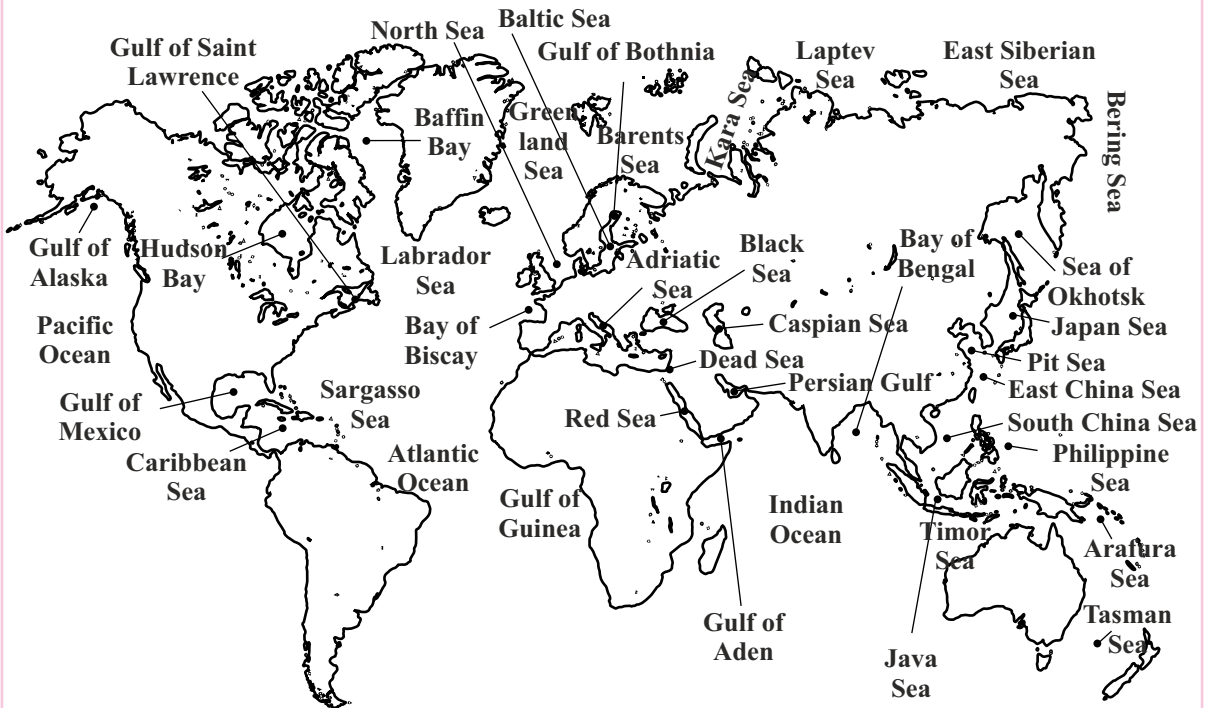 Baltic Sea
North Sea
Gulf of Saint
Lawrence
Gulf of Bothnia
Laptev
Sea
East Siberian
Sea
Baffin
Bay
Green
land
Sea
Barents
Sea
Kara Sea
Bering Sea
Gulf of
Alaska
Hudson
Bay
Labrador
Sea
Adriatic
Sea
Black
Sea
Bay of
Bengal
Sea of
Okhotsk
Pacific
Ocean
Bay of
Biscay
Caspian Sea
Japan Sea
Dead Sea
Pit Sea
Persian Gulf
East China Sea
Gulf of
Mexico
Sargasso
Sea
Red Sea
South China Sea
Caribbean
Sea
Atlantic
Ocean
Philippine
Sea
Gulf of
Guinea
Indian
Ocean
Timor
Sea
Arafura
Sea
Gulf of
Aden
Tasman
Sea
Java
Sea